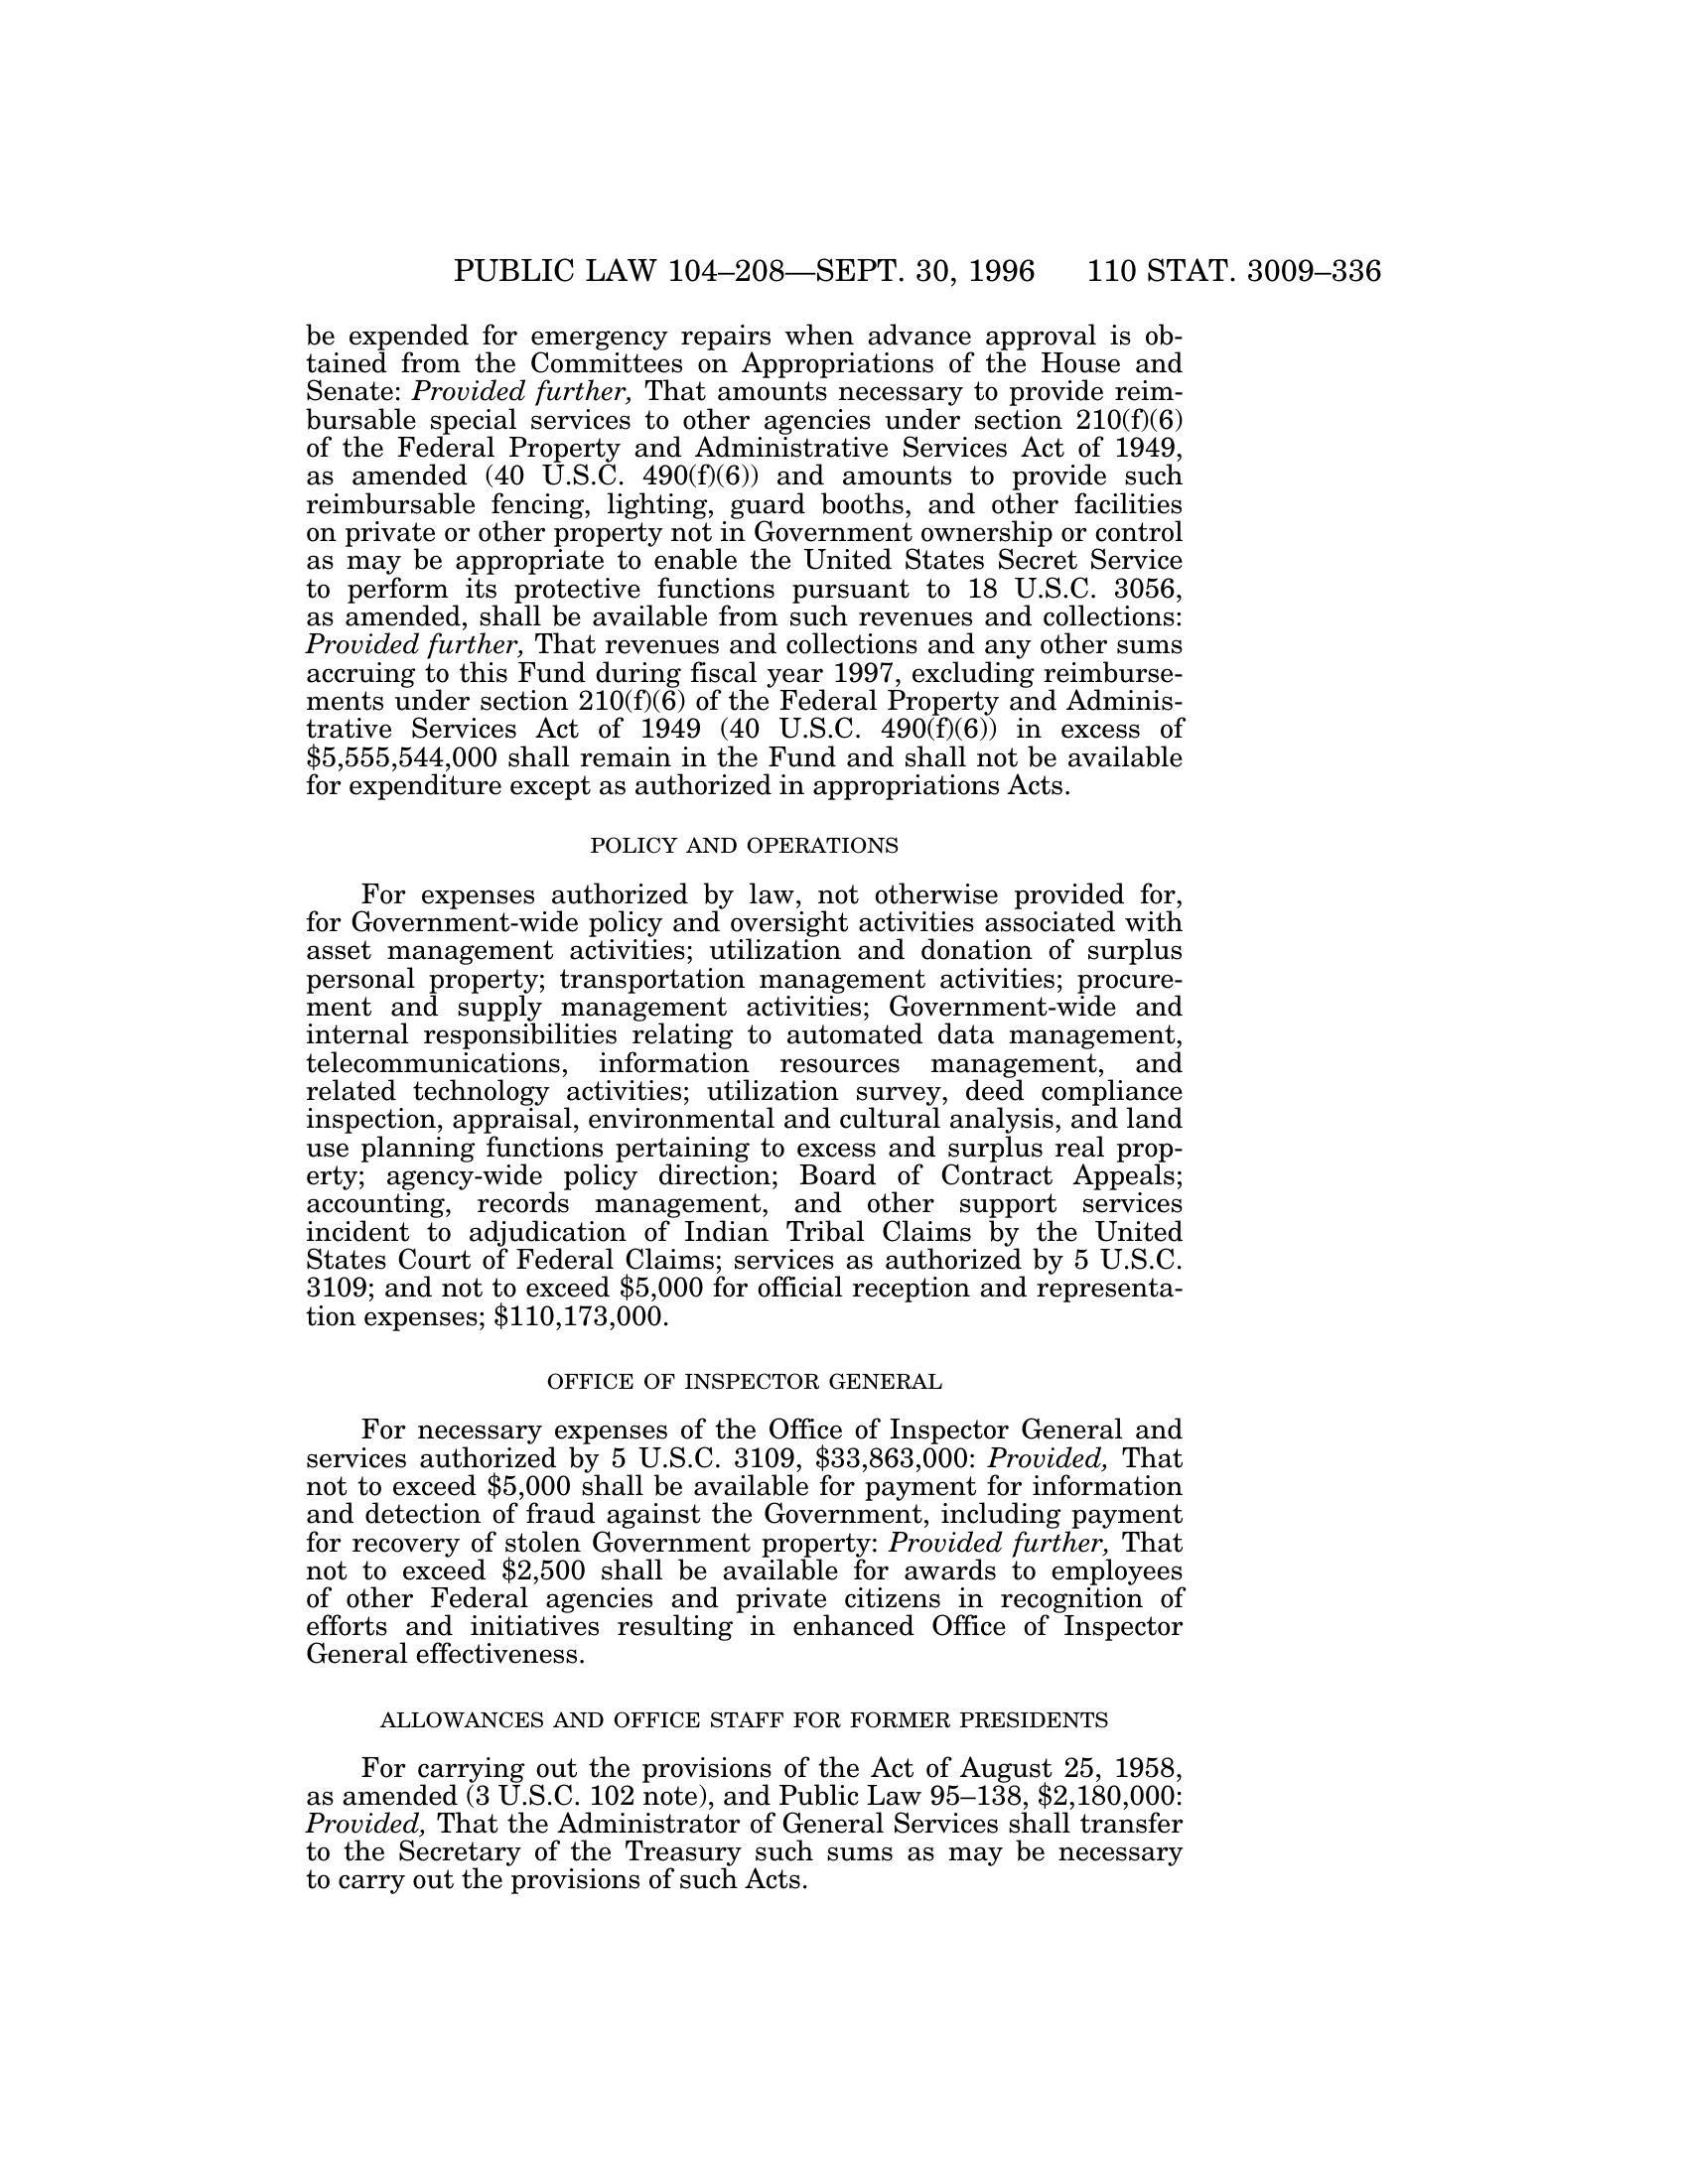 PUBLIC LAW 104–208—SEPT. 30, 1996 110 STAT. 3009–336
be expended for emergency repairs when advance approval is ob-
tained from the Committees on Appropriations of the House and
Senate: Provided further, That amounts necessary to provide reim-
bursable special services to other agencies under section 210(f)(6)
of the Federal Property and Administrative Services Act of 1949,
as amended (40 U.S.C. 490(f)(6)) and amounts to provide such
reimbursable fencing, lighting, guard booths, and other facilities
on private or other property not in Government ownership or control
as may be appropriate to enable the United States Secret Service
to perform its protective functions pursuant to 18 U.S.C. 3056,
as amended, shall be available from such revenues and collections:
Provided further, That revenues and collections and any other sums
accruing to this Fund during fiscal year 1997, excluding reimburse-
ments under section 210(f)(6) of the Federal Property and Adminis-
trative Services Act of 1949 (40 U.S.C. 490(f)(6)) in excess of
$5,555,544,000 shall remain in the Fund and shall not be available
for expenditure except as authorized in appropriations Acts.
POLICY AND OPERATIONS
For expenses authorized by law, not otherwise provided for,
for Government-wide policy and oversight activities associated with
asset management activities; utilization and donation of surplus
personal property; transportation management activities; procure-
ment and supply management activities; Government-wide and
internal responsibilities relating to automated data management,
telecommunications, information resources management, and
related technology activities; utilization survey, deed compliance
inspection, appraisal, environmental and cultural analysis, and land
use planning functions pertaining to excess and surplus real prop-
erty; agency-wide policy direction; Board of Contract Appeals;
accounting, records management, and other support services
incident to adjudication of Indian Tribal Claims by the United
States Court of Federal Claims; services as authorized by 5 U.S.C.
3109; and not to exceed $5,000 for official reception and representa-
tion expenses; $110,173,000.
OFFICE OF INSPECTOR GENERAL
For necessary expenses of the Office of Inspector General and
services authorized by 5 U.S.C. 3109, $33,863,000: Provided, That
not to exceed $5,000 shall be available for payment for information
and detection of fraud against the Government, including payment
for recovery of stolen Government property: Provided further, That
not to exceed $2,500 shall be available for awards to employees
of other Federal agencies and private citizens in recognition of
efforts and initiatives resulting in enhanced Office of Inspector
General effectiveness.
ALLOWANCES AND OFFICE STAFF FOR FORMER PRESIDENTS
For carrying out the provisions of the Act of August 25, 1958,
as amended (3 U.S.C. 102 note), and Public Law 95–138, $2,180,000:
Provided, That the Administrator of General Services shall transfer
to the Secretary of the Treasury such sums as may be necessary
to carry out the provisions of such Acts.